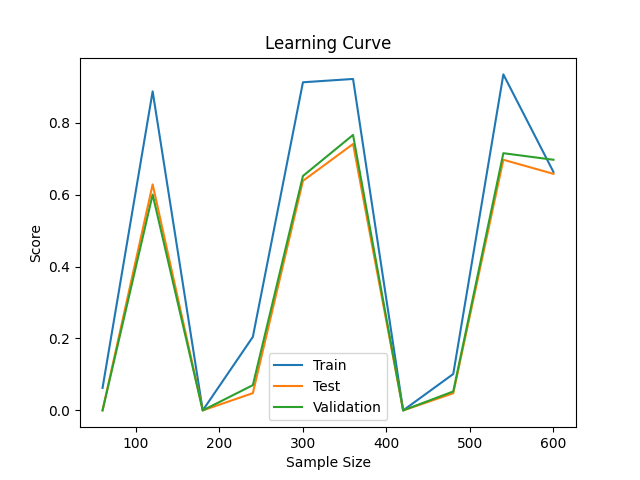 Learning Curve
Score
0.8
0.6
0.4
0.2
0.0
Train
Test
Validation
100 200 300 400 500 600
Sample Size